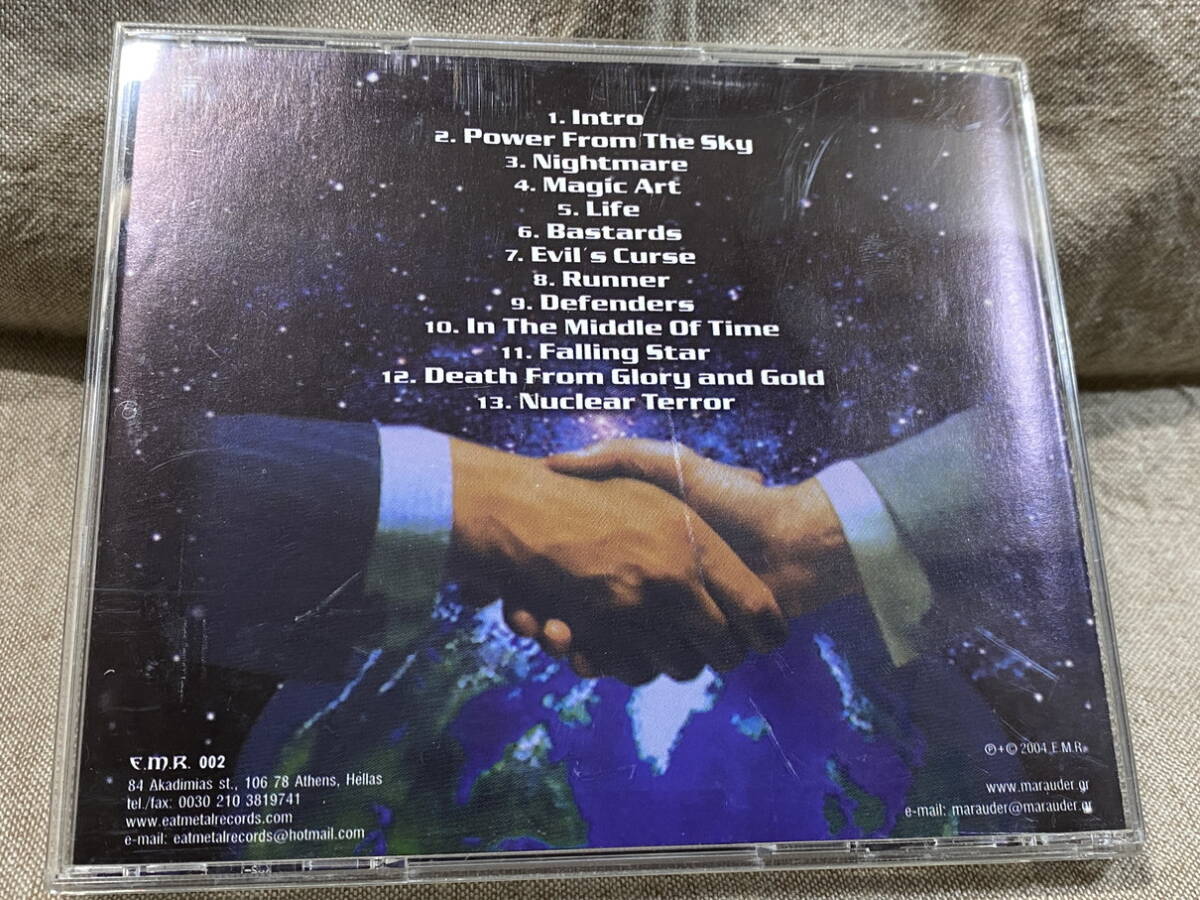 1. Intro
2. Power From The Sky
3. Nightmare
4. Magic Art
5. Life
6. Bastards
7. Evil's Curse
8. Runner
9. Defenders
10. In The Middle Of Time
11. Falling Star
12. Death From Glory and Gold
13. Nuclear Terror
E.M.R. 002
84 Akadimias st., 106 78 Athens, Hellas
tel./fax: 0030 210 3819741
www.eatmetalrecords.com
e-mail: eatmetalrecords@hotmail.com
℗+© 2004 E.M.R.
www.marauder.gr
e-mail: marauder@marauder.gr